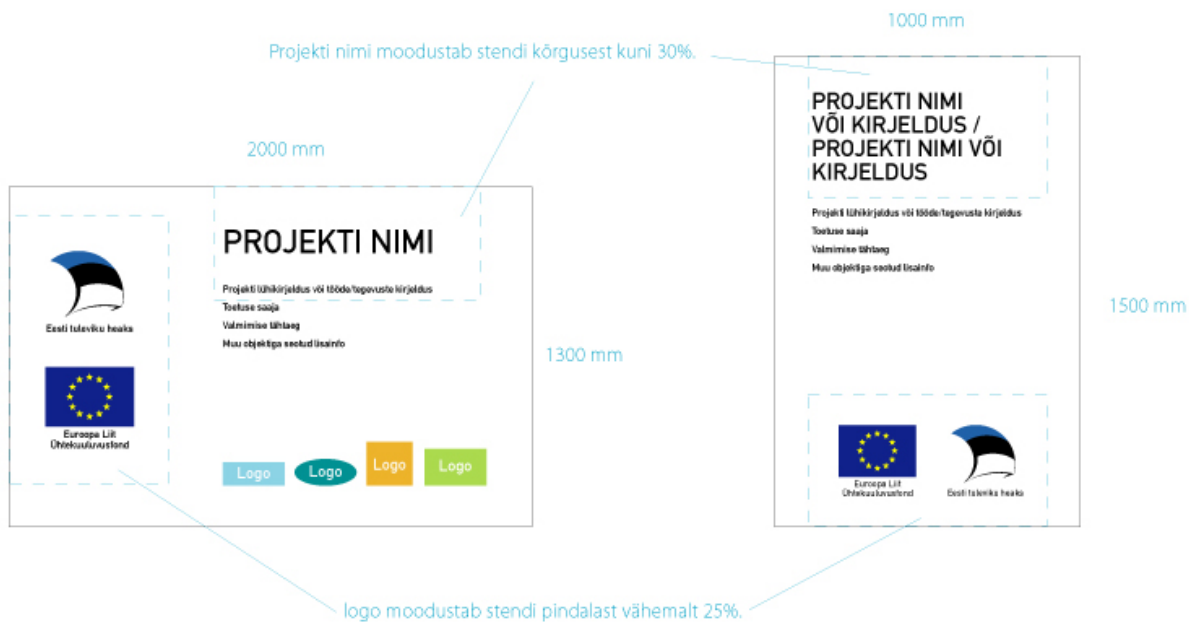 1000 mm
Projekti nimi moodustab stendi kõrgusest kuni 30%.
PROJEKTI NIMI
VÕI KIRJELDUS /
PROJEKTI NIMI VÕI
KIRJELDUS
Projekti lühikirjeldus või tööde/tegevuste kirjeldus
Toetuse saaja
Valmimise tähtaeg
Muu objektiga seotud lisainfo
1500 mm
Euroopa Liit
Ühtekuuluvusfond
Eesti tuleviku heaks
2000 mm
PROJEKTI NIMI
Projekti lühikirjeldus või tööde/tegevuste kirjeldus
Toetuse saaja
Valmimise tähtaeg
Muu objektiga seotud lisainfo
Eesti tuleviku heaks
1300 mm
Euroopa Liit
Ühtekuuluvusfond
Logo
Logo
Logo
Logo
logo moodustab stendi pindalast vähemalt 25%.